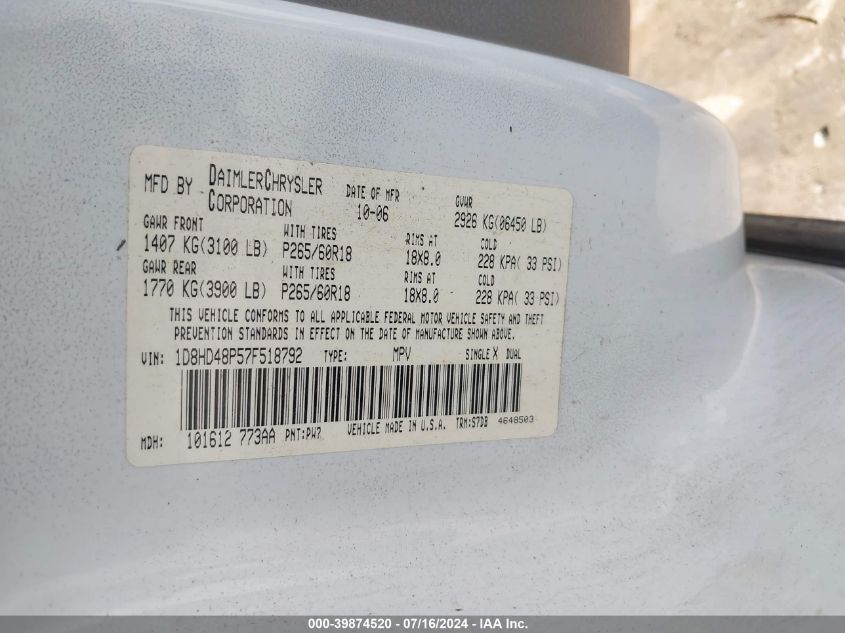 MFD BY DAIMLERCHRYSLER CORPORATION
DATE OF MFR 10-06
GVWR 2926 KG(06450 LB)
GAWR FRONT WITH TIRES RIMS AT COLD
1407 KG(3100 LB) P265/60R18 18X8.0 228 KPA( 33 PSI)
GAWR REAR WITH TIRES RIMS AT COLD
1770 KG(3900 LB) P265/60R18 18X8.0 228 KPA( 33 PSI)
THIS VEHICLE CONFORMS TO ALL APPLICABLE FEDERAL MOTOR VEHICLE SAFETY AND THEFT
PREVENTION STANDARDS IN EFFECT ON THE DATE OF MANUFACTURE SHOWN ABOVE.
VIN: 1D8HD48P57F518792 TYPE: MPV SINGLE X DUAL
MDH: 101612 773AA PNT:PW7 VEHICLE MADE IN U.S.A. TRM:S7DB 4648503
000-39874520 - 07/16/2024 - IAA Inc.